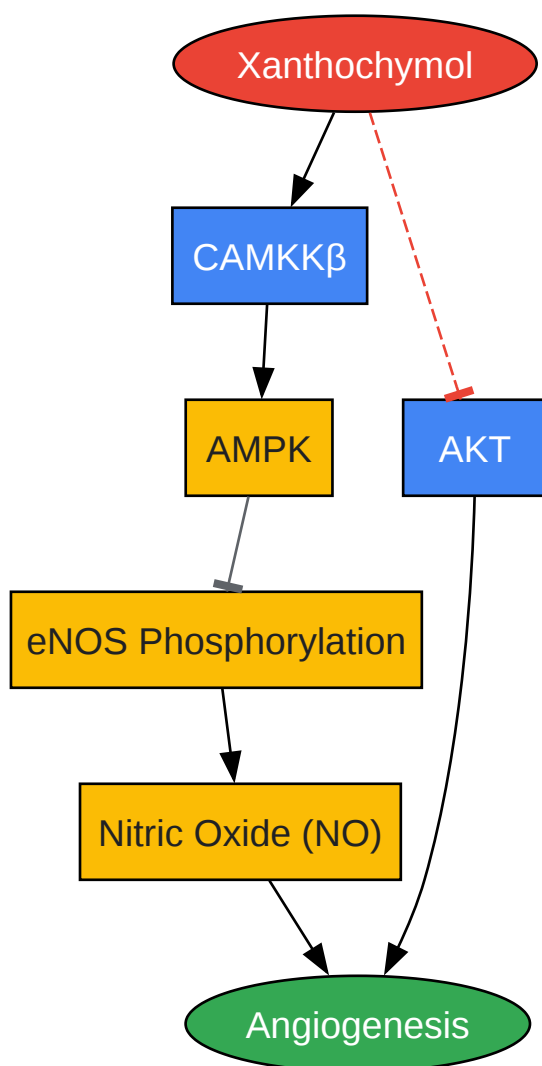 Xanthochymol
CAMKKβ
AMPK
AKT
eNOS Phosphorylation
Nitric Oxide (NO)
Angiogenesis